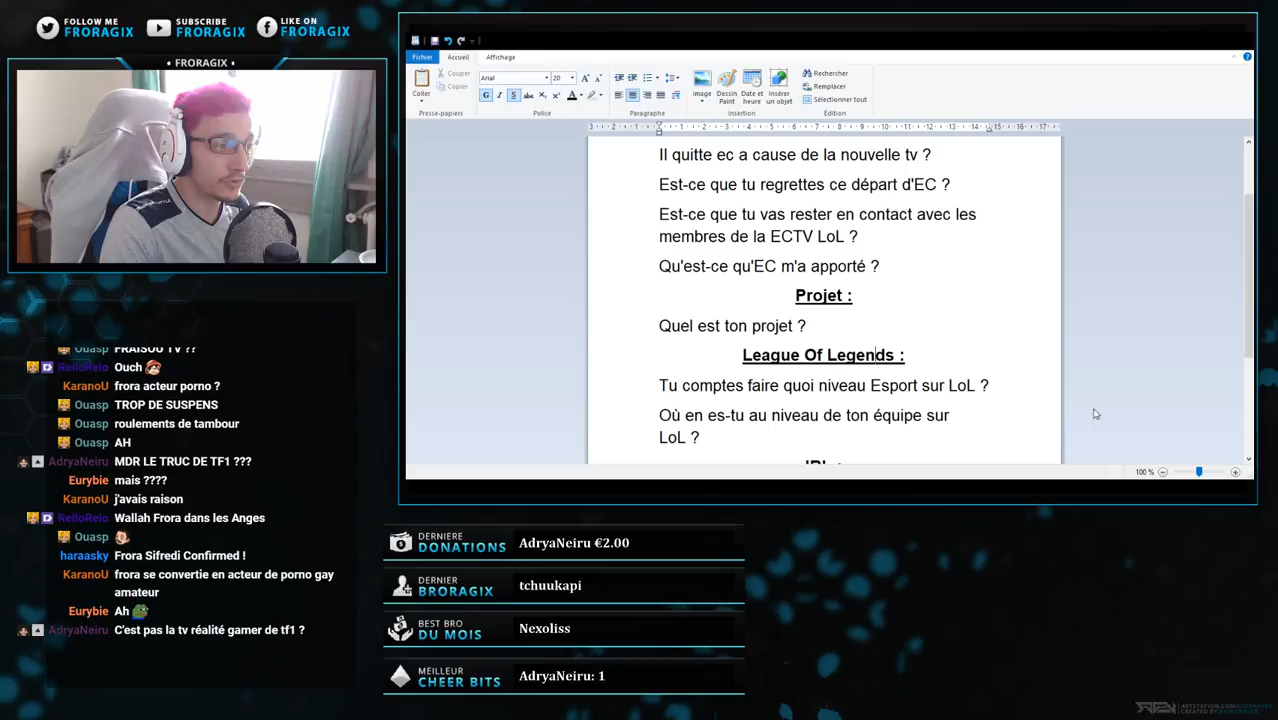 FOLLOW ME
FRORAGIX
SUBSCRIBE
FRORAGIX
LIKE ON
FRORAGIX
• FRORAGIX •
Fichier
Accueil
Affichage
Coller
Couper
Copier
Presse-papiers
Arial
20
Police
Paragraphe
Image
Dessin
Paint
Date et
heure
Insérer
un objet
Insertion
Rechercher
Remplacer
Sélectionner tout
Édition
Il quitte ec a cause de la nouvelle tv ?
Est-ce que tu regrettes ce départ d'EC ?
Est-ce que tu vas rester en contact avec les
membres de la ECTV LoL ?
Qu'est-ce qu'EC m'a apporté ?
Projet :
Quel est ton projet ?
League Of Legends :
Tu comptes faire quoi niveau Esport sur LoL ?
Où en es-tu au niveau de ton équipe sur
LoL ?
100 %
Ouasp FRAISOU TV ??
RelloRelo Ouch
KaranoU frora acteur porno ?
Ouasp TROP DE SUSPENS
Ouasp roulements de tambour
Ouasp AH
AdryaNeiru MDR LE TRUC DE TF1 ???
Eurybie mais ????
KaranoU j'avais raison
RelloRelo Wallah Frora dans les Anges
Ouasp
haraasky Frora Sifredi Confirmed !
KaranoU frora se convertie en acteur de porno gay
amateur
Eurybie Ah
AdryaNeiru C'est pas la tv réalité gamer de tf1 ?
DERNIERE
DONATIONS
AdryaNeiru €2.00
DERNIER
BRORAGIX
tchuukapi
BEST BRO
DU MOIS
Nexoliss
MEILLEUR
CHEER BITS
AdryaNeiru: 1